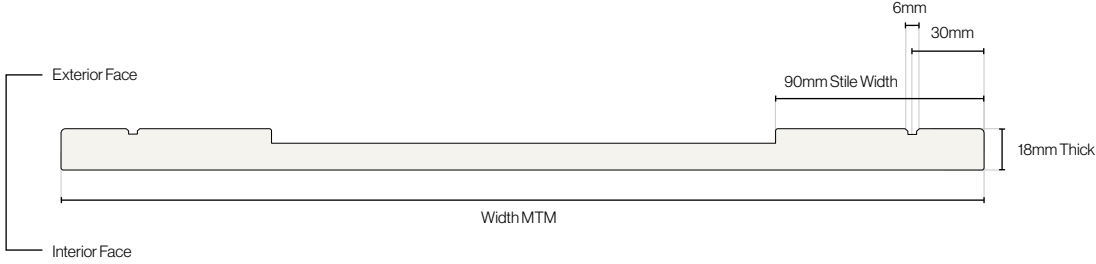 6mm
30mm
Exterior Face
90mm Stile Width
18mm Thick
Width MTM
Interior Face